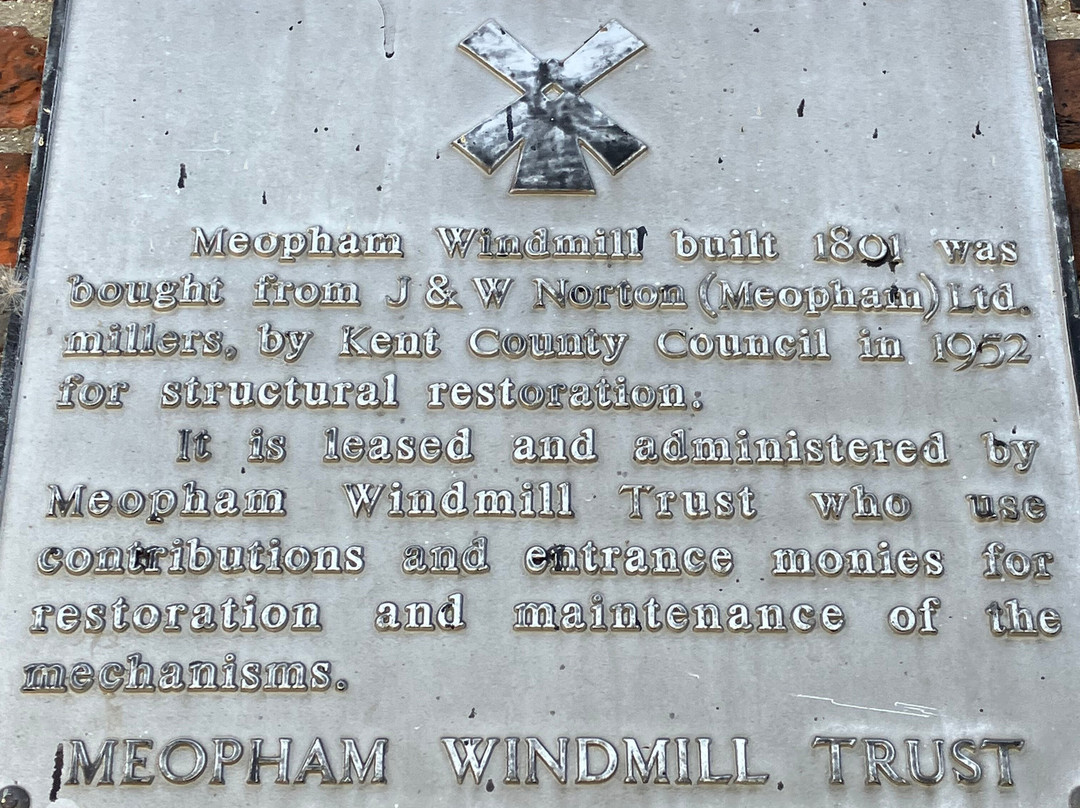 Meopham Windmill built 1801 was
bought from J & W Norton (Meopham) Ltd.
millers, by Kent County Council in 1952
for structural restoration.
It is leased and administered by
Meopham Windmill Trust who use
contributions and entrance monies for
restoration and maintenance of the
mechanisms.
MEOPHAM WINDMILL TRUST